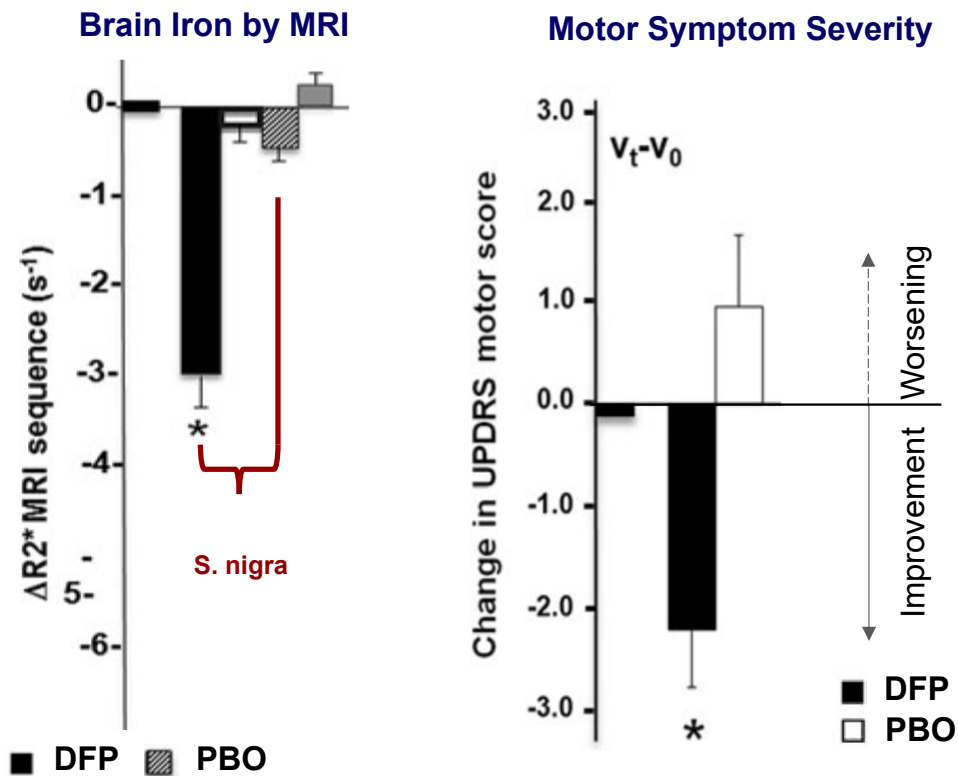 Brain Iron by MRI
0-
-1-
-2-
-3-
-4-
-
5-
-6-
ΔR2* MRI sequence (s⁻¹)
*
S. nigra
DFP PBO
Motor Symptom Severity
3.0
2.0
1.0
0.0
-1.0
-2.0
-3.0
Change in UPDRS motor score
Vt-V0
*
Worsening
Improvement
DFP
PBO